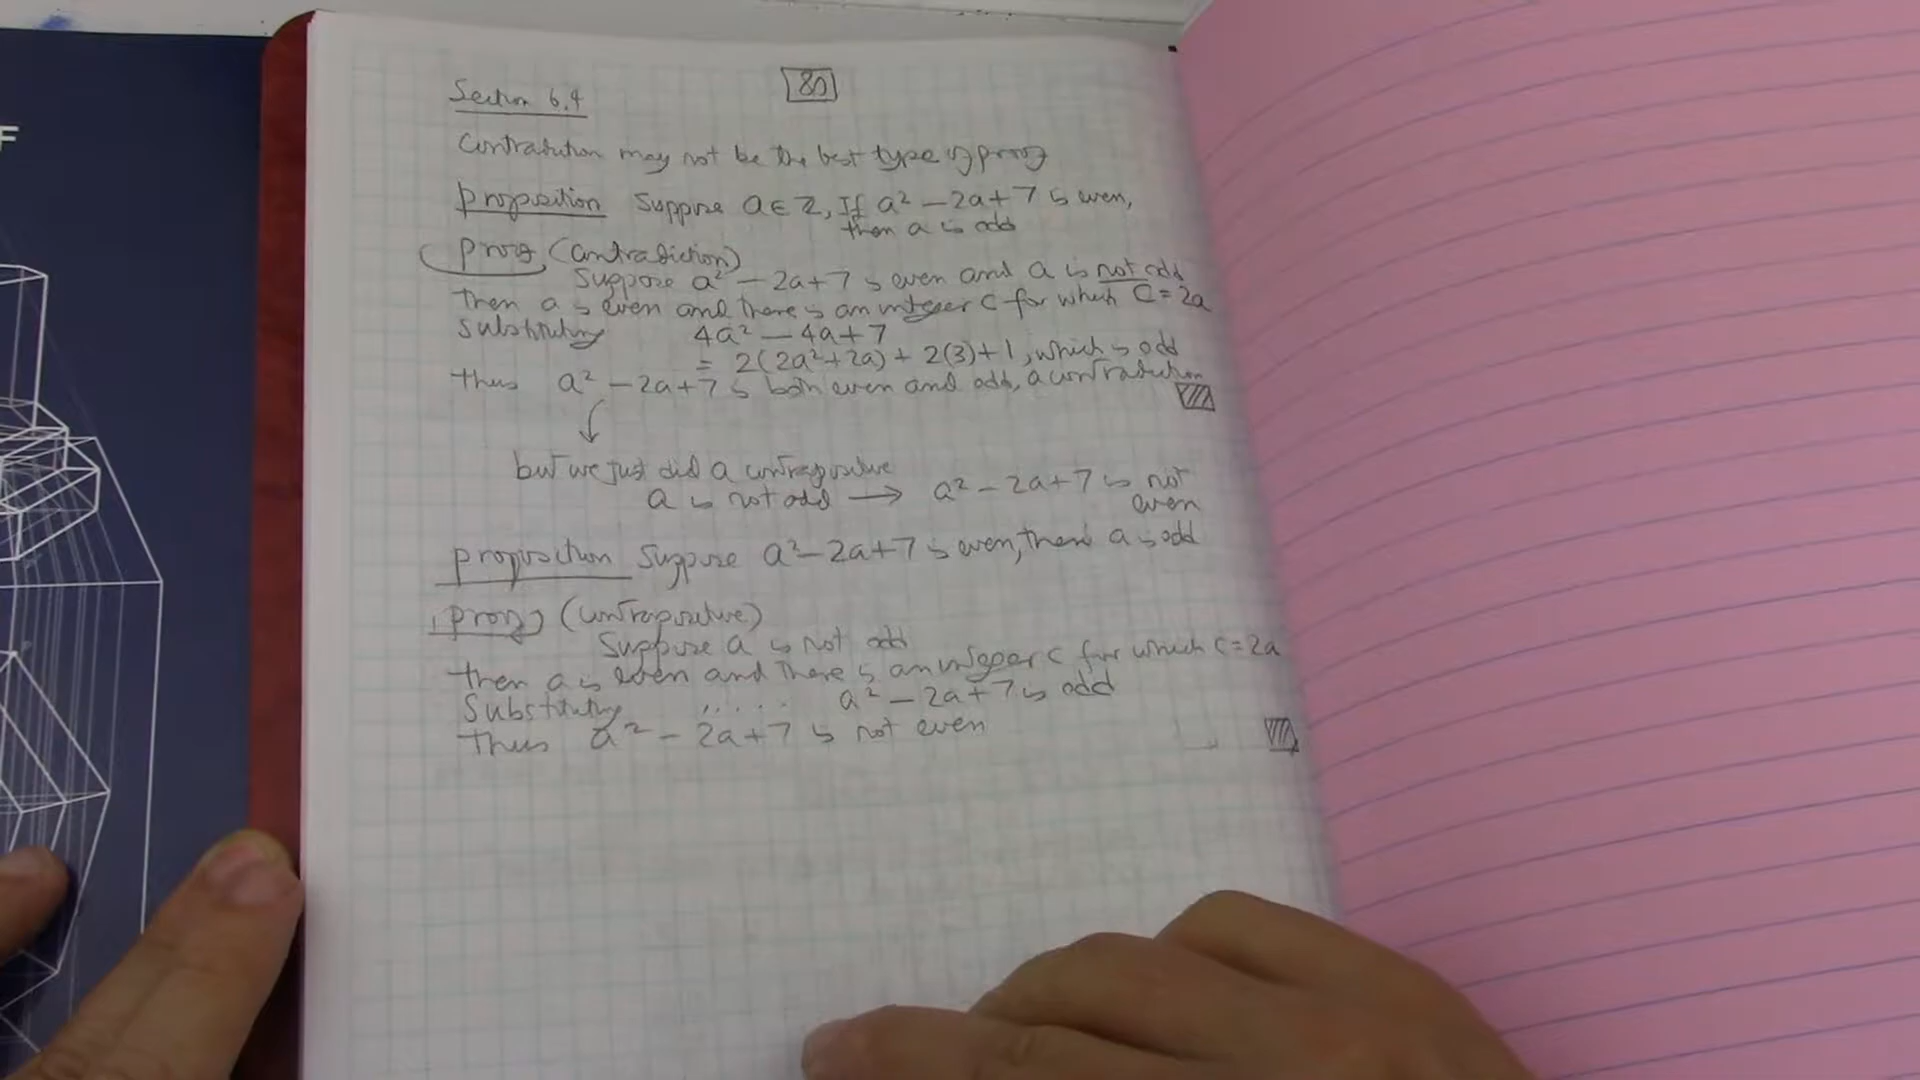 F
80
Section 6.4
Contradiction may not be the best type of proof
proposition Suppose a ∈ Z, If a² - 2a + 7 is even,
then a is odd
proof (contradiction)
Suppose a² - 2a + 7 is even and a is not odd
then a is even and there is an integer c for which C = 2a
Substituting 4a² - 4a + 7
= 2(2a² + 2a) + 2(3) + 1, which is odd
thus a² - 2a + 7 is both even and odd, a contradiction
but we just did a contrapositive
a is not odd → a² - 2a + 7 is not
even
proposition Suppose a² - 2a + 7 is even, then a is odd
proof (contrapositive)
Suppose a is not odd
then a is even and there is an integer c for which c = 2a
Substituting ..... a² - 2a + 7 is odd
Thus a² - 2a + 7 is not even